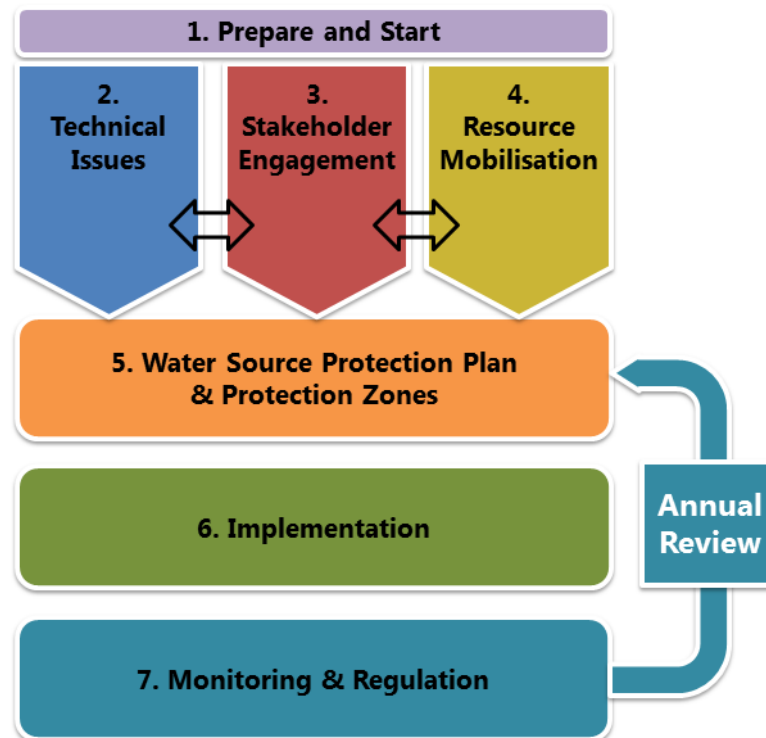 1. Prepare and Start
2.
Technical
Issues
3.
Stakeholder
Engagement
4.
Resource
Mobilisation
5. Water Source Protection Plan
& Protection Zones
6. Implementation
Annual
Review
7. Monitoring & Regulation